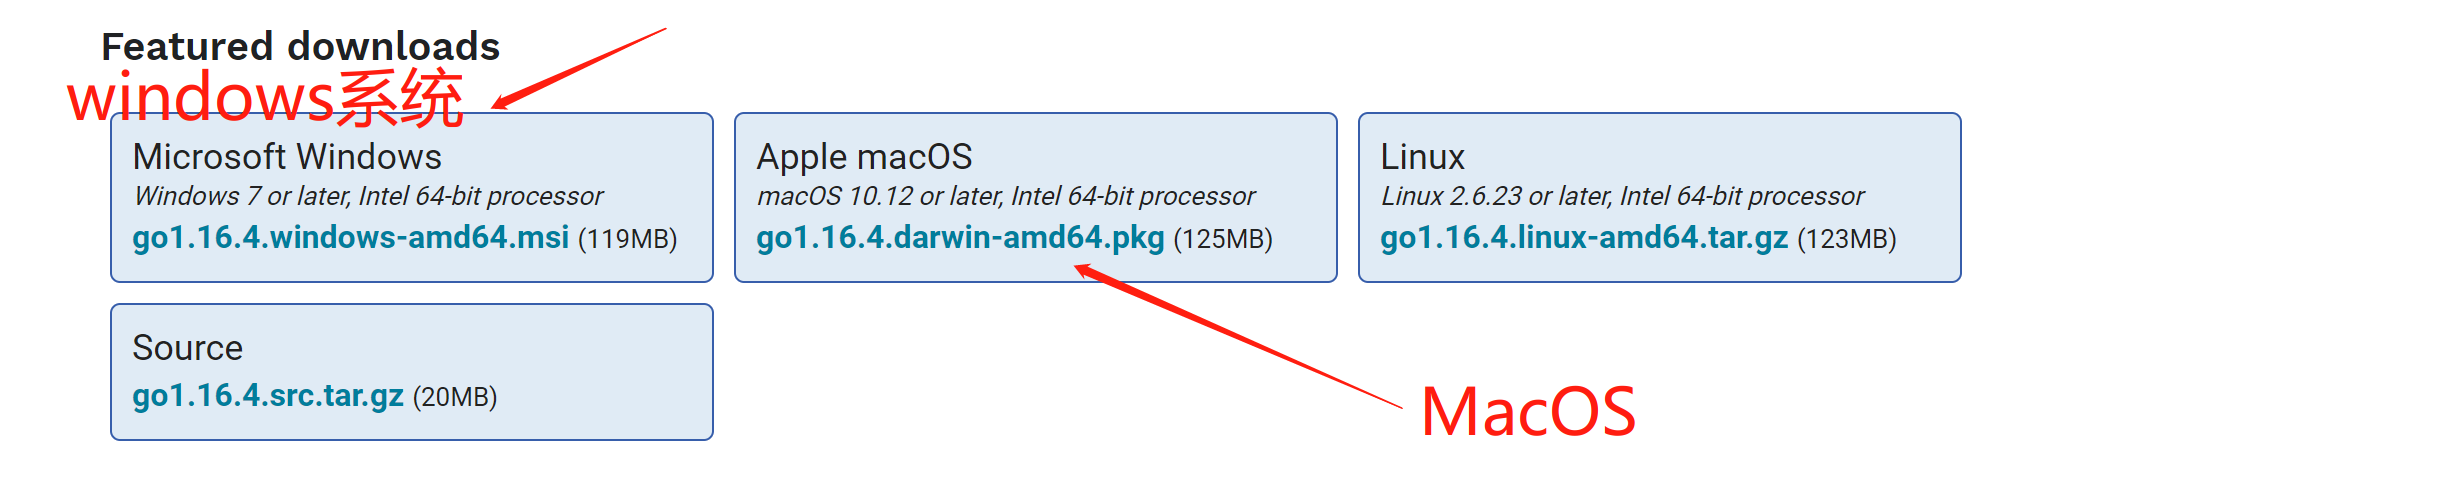 Featured downloads
windows系统
Microsoft Windows
Windows 7 or later, Intel 64-bit processor
go1.16.4.windows-amd64.msi (119MB)
Apple macOS
macOS 10.12 or later, Intel 64-bit processor
go1.16.4.darwin-amd64.pkg (125MB)
Linux
Linux 2.6.23 or later, Intel 64-bit processor
go1.16.4.linux-amd64.tar.gz (123MB)
Source
go1.16.4.src.tar.gz (20MB)
MacOS